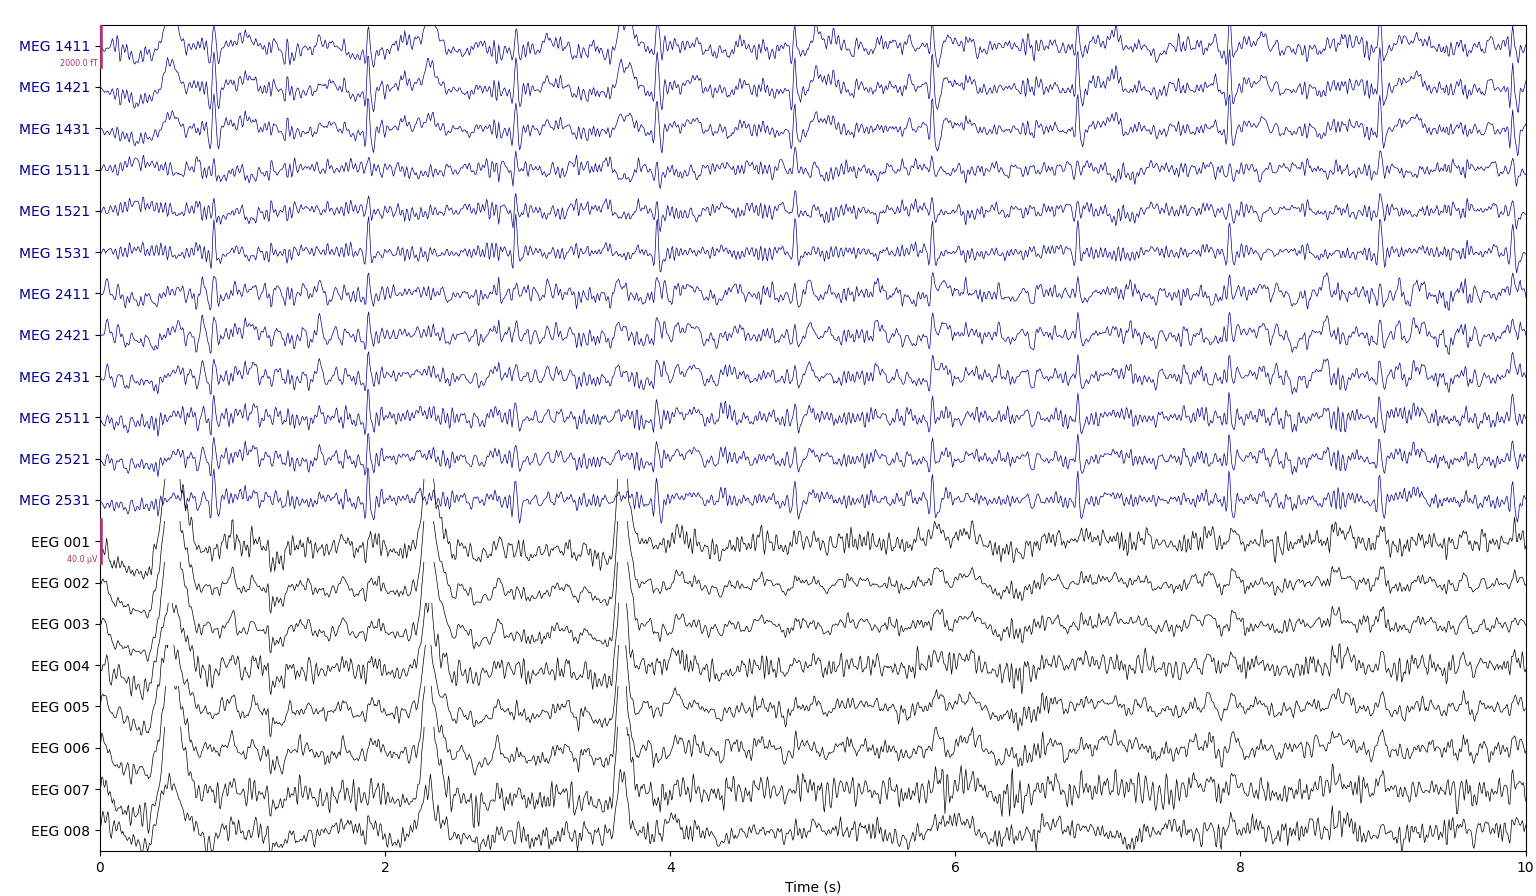 MEG 1411
2000.0 fT
MEG 1421
MEG 1431
MEG 1511
MEG 1521
MEG 1531
MEG 2411
MEG 2421
MEG 2431
MEG 2511
MEG 2521
MEG 2531
EEG 001
40.0 µV
EEG 002
EEG 003
EEG 004
EEG 005
EEG 006
EEG 007
EEG 008
0 2 4 6 8 10
Time (s)